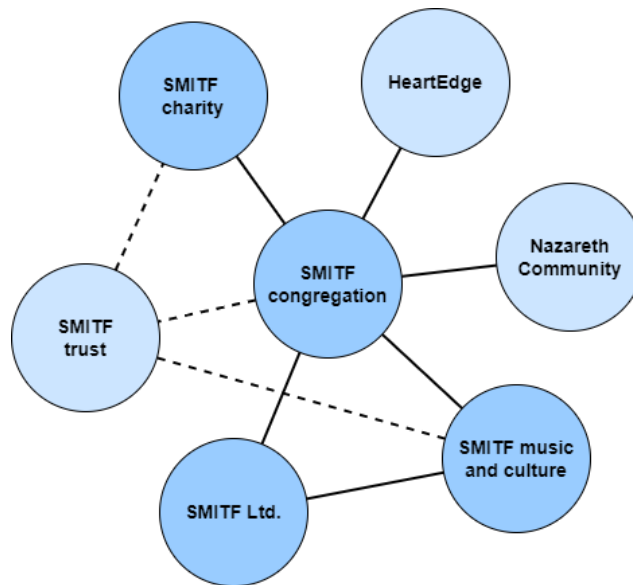 SMITF
charity
HeartEdge
Nazareth
Community
SMITF
congregation
SMITF
trust
SMITF music
and culture
SMITF Ltd.